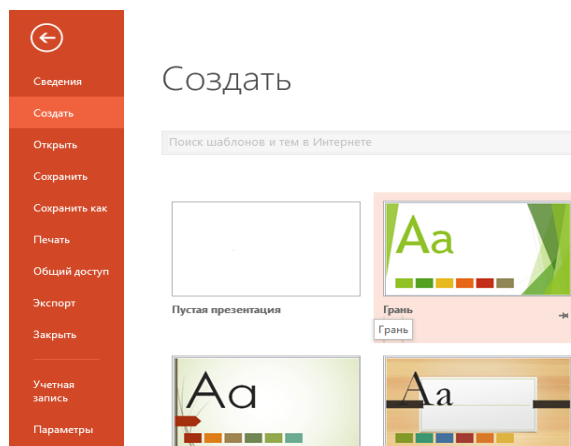 Создать
Сведения
Создать
Открыть
Сохранить
Сохранить как
Печать
Общий доступ
Экспорт
Закрыть
Учетная
запись
Параметры
Поиск шаблонов и тем в Интернете
Aa
Пустая презентация
Грань
Грань
Aa
Aa